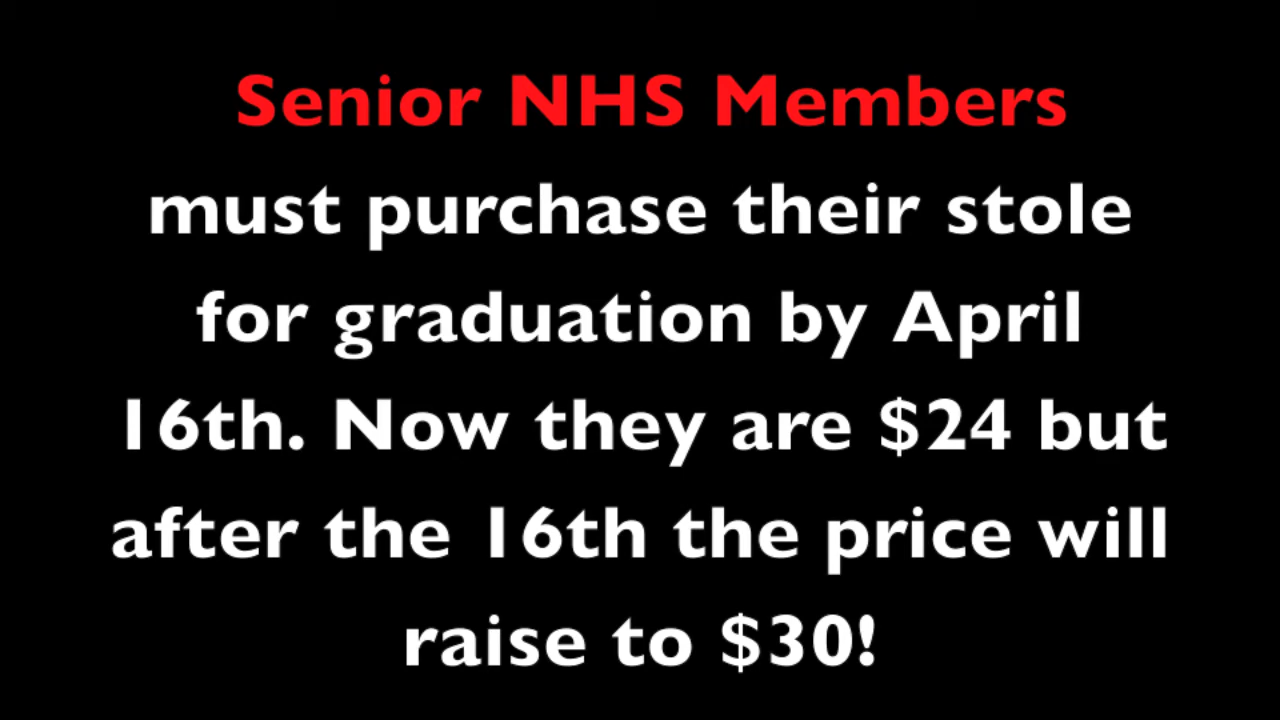 Senior NHS Members
must purchase their stole
for graduation by April
16th. Now they are $24 but
after the 16th the price will
raise to $30!